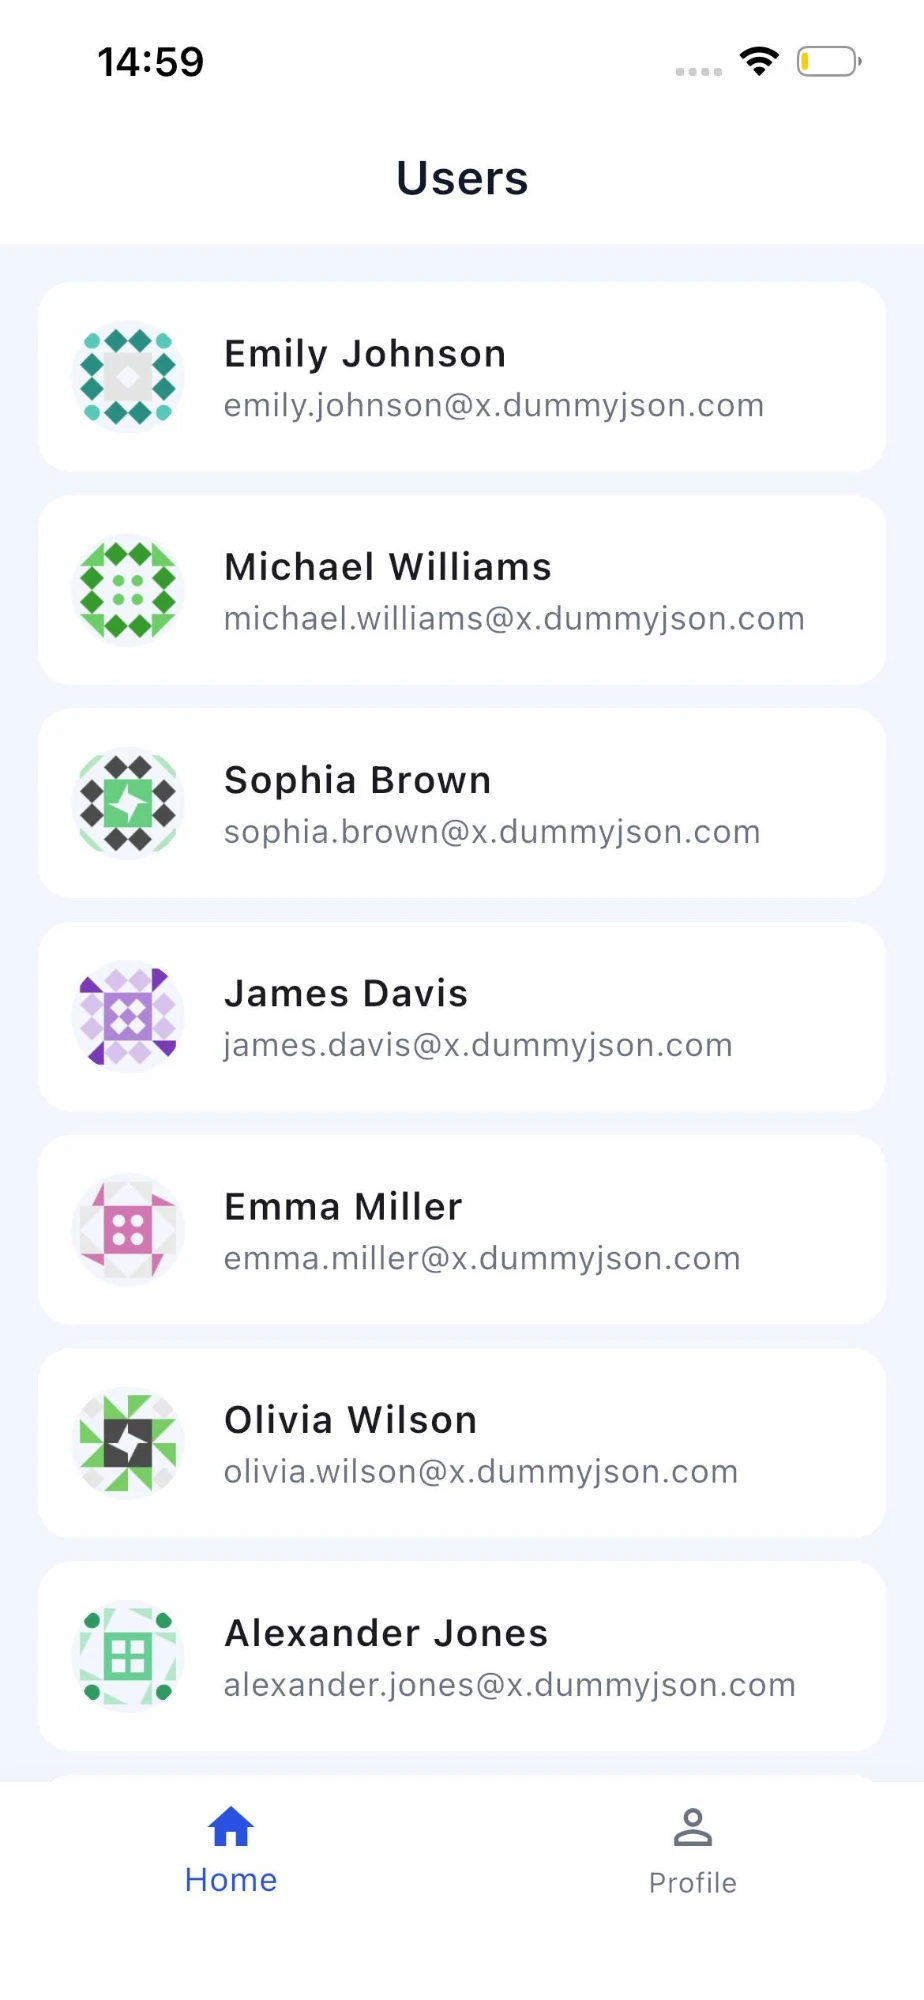 14:59
Users
Emily Johnson
emily.johnson@x.dummyjson.com
Michael Williams
michael.williams@x.dummyjson.com
Sophia Brown
sophia.brown@x.dummyjson.com
James Davis
james.davis@x.dummyjson.com
Emma Miller
emma.miller@x.dummyjson.com
Olivia Wilson
olivia.wilson@x.dummyjson.com
Alexander Jones
alexander.jones@x.dummyjson.com
Home
Profile